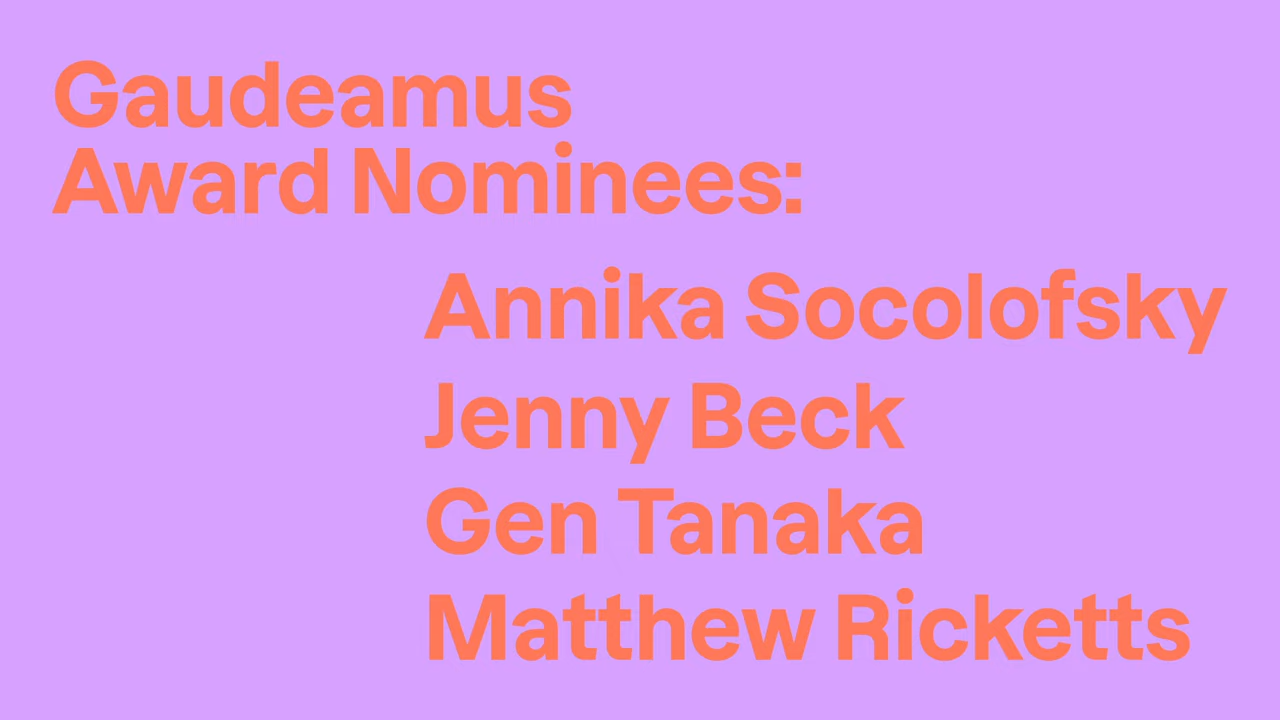 Gaudeamus
Award Nominees:
Annika Socolofsky
Jenny Beck
Gen Tanaka
Matthew Ricketts